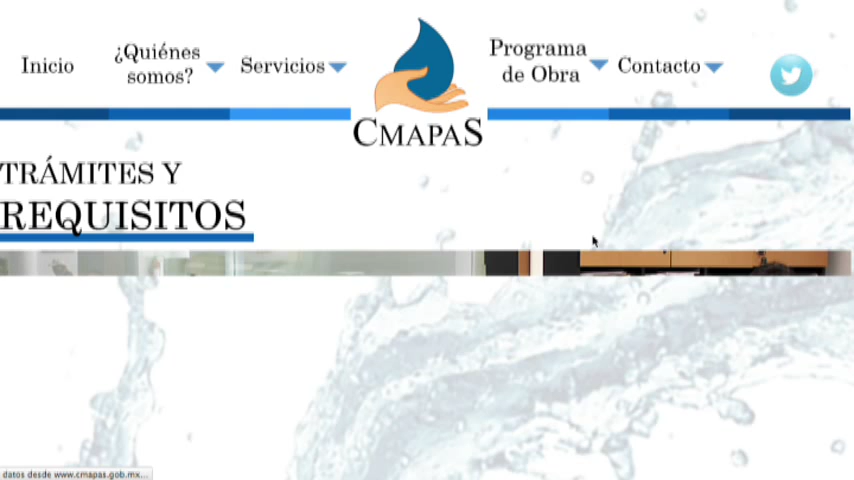 Inicio
¿Quiénes
somos?
Servicios
CMAPAS
Programa
de Obra
Contacto
TRÁMITES Y
REQUISITOS
datos desde www.cmapas.gob.mx...